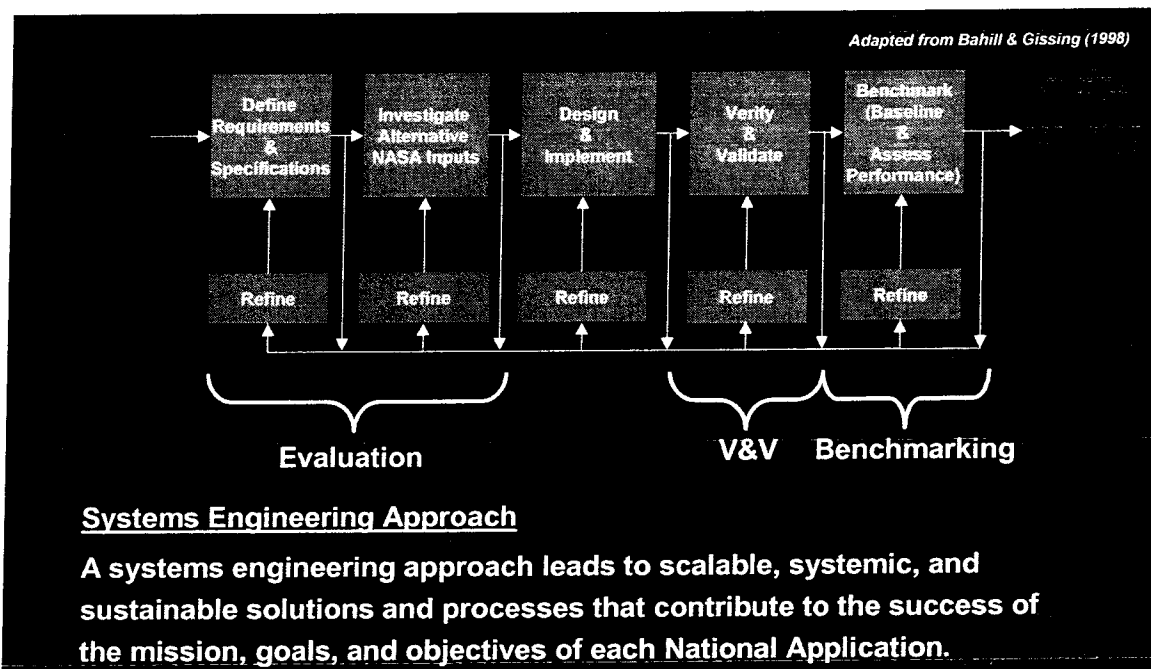 Adapted from Bahill & Gissing (1998)
Define
Requirements
&
Specifications
Investigate
Alternative
NASA Inputs
Design
&
Implement
Verify
&
Validate
Benchmark
(Baseline
&
Assess
Performance)
Refine
Refine
Refine
Refine
Refine
Evaluation
V&V
Benchmarking
Systems Engineering Approach
A systems engineering approach leads to scalable, systemic, and
sustainable solutions and processes that contribute to the success of
the mission, goals, and objectives of each National Application.